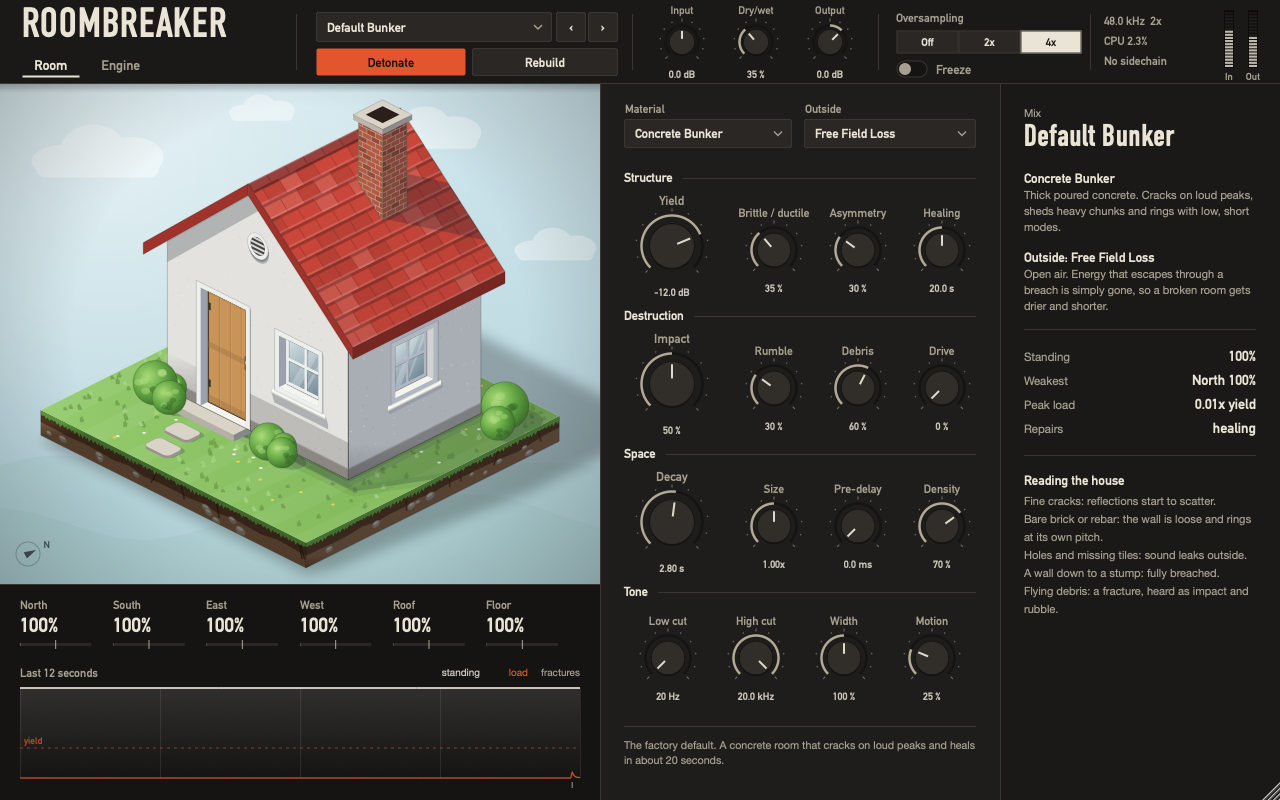 ROOMBREAKER
Room
Engine
Default Bunker
‹
›
Detonate
Rebuild
Input
0.0 dB
Dry/wet
35 %
Output
0.0 dB
Oversampling
Off
2x
4x
Freeze
48.0 kHz 2x
CPU 2.3%
No sidechain
In
Out
N
North
100%
South
100%
East
100%
West
100%
Roof
100%
Floor
100%
Last 12 seconds
standing
load
fractures
yield
Material
Concrete Bunker
Outside
Free Field Loss
Structure
Yield
-12.0 dB
Brittle / ductile
35 %
Asymmetry
30 %
Healing
20.0 s
Destruction
Impact
50 %
Rumble
30 %
Debris
60 %
Drive
0 %
Space
Decay
2.80 s
Size
1.00x
Pre-delay
0.0 ms
Density
70 %
Tone
Low cut
20 Hz
High cut
20.0 kHz
Width
100 %
Motion
25 %
The factory default. A concrete room that cracks on loud peaks and heals
in about 20 seconds.
Mix
Default Bunker
Concrete Bunker
Thick poured concrete. Cracks on loud peaks,
sheds heavy chunks and rings with low, short
modes.
Outside: Free Field Loss
Open air. Energy that escapes through a
breach is simply gone, so a broken room gets
drier and shorter.
Standing 100%
Weakest North 100%
Peak load 0.01x yield
Repairs healing
Reading the house
Fine cracks: reflections start to scatter.
Bare brick or rebar: the wall is loose and rings
at its own pitch.
Holes and missing tiles: sound leaks outside.
A wall down to a stump: fully breached.
Flying debris: a fracture, heard as impact and
rubble.